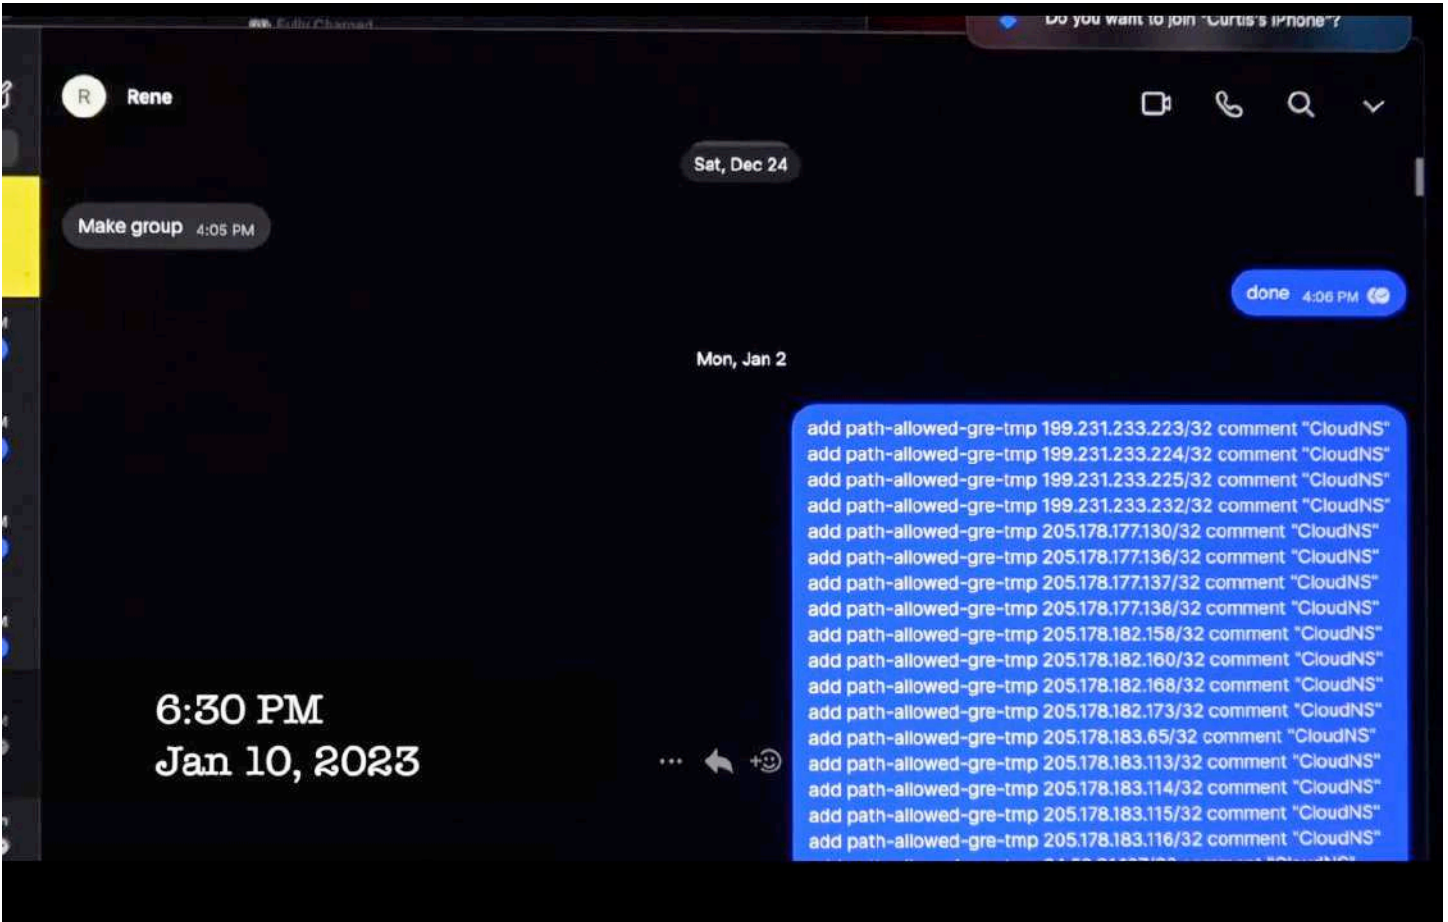 Fully Charged
Do you want to join "Curtis's iPhone"?
R
Rene
Sat, Dec 24
Make group 4:05 PM
done 4:06 PM
Mon, Jan 2
add path-allowed-gre-tmp 199.231.233.223/32 comment "CloudNS"
add path-allowed-gre-tmp 199.231.233.224/32 comment "CloudNS"
add path-allowed-gre-tmp 199.231.233.225/32 comment "CloudNS"
add path-allowed-gre-tmp 199.231.233.232/32 comment "CloudNS"
add path-allowed-gre-tmp 205.178.177.130/32 comment "CloudNS"
add path-allowed-gre-tmp 205.178.177.136/32 comment "CloudNS"
add path-allowed-gre-tmp 205.178.177.137/32 comment "CloudNS"
add path-allowed-gre-tmp 205.178.177.138/32 comment "CloudNS"
add path-allowed-gre-tmp 205.178.182.158/32 comment "CloudNS"
add path-allowed-gre-tmp 205.178.182.160/32 comment "CloudNS"
add path-allowed-gre-tmp 205.178.182.168/32 comment "CloudNS"
add path-allowed-gre-tmp 205.178.182.173/32 comment "CloudNS"
add path-allowed-gre-tmp 205.178.183.65/32 comment "CloudNS"
add path-allowed-gre-tmp 205.178.183.113/32 comment "CloudNS"
add path-allowed-gre-tmp 205.178.183.114/32 comment "CloudNS"
add path-allowed-gre-tmp 205.178.183.115/32 comment "CloudNS"
add path-allowed-gre-tmp 205.178.183.116/32 comment "CloudNS"
6:30 PM
Jan 10, 2023